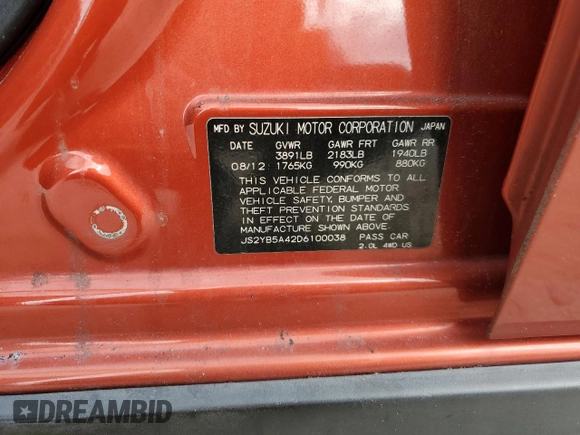 MFD BY SUZUKI MOTOR CORPORATION JAPAN
DATE GVWR GAWR FRT GAWR RR
3891LB 2183LB 1940LB
08/12 1765KG 990KG 880KG
THIS VEHICLE CONFORMS TO ALL
APPLICABLE FEDERAL MOTOR
VEHICLE SAFETY, BUMPER AND
THEFT PREVENTION STANDARDS
IN EFFECT ON THE DATE OF
MANUFACTURE SHOWN ABOVE.
JS2YB5A42D6100038 PASS CAR
2.0L 4WD US
DREAMBID